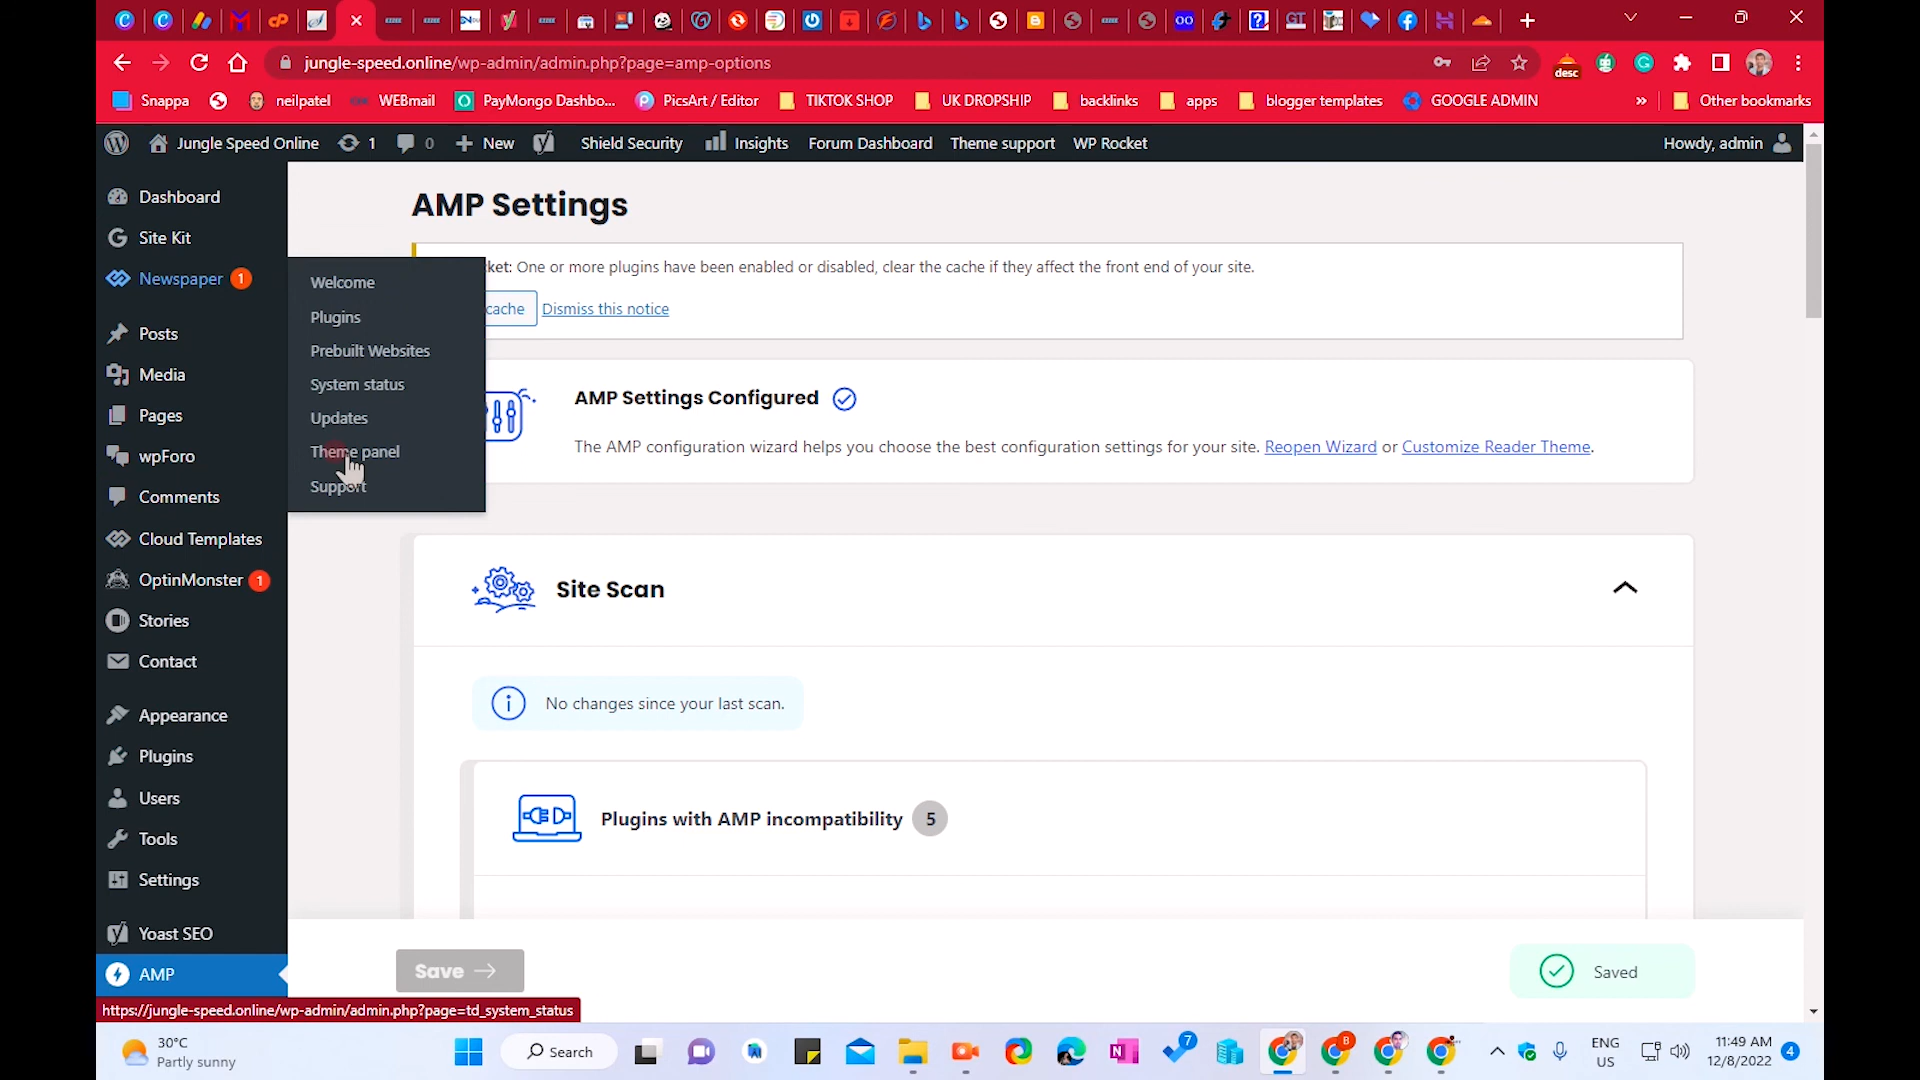 jungle-speed.online/wp-admin/admin.php?page=amp-options
desc
Snappa
neilpatel
WEBmail
PayMongo Dashbo...
PicsArt / Editor
TIKTOK SHOP
UK DROPSHIP
backlinks
apps
blogger templates
GOOGLE ADMIN
»
Other bookmarks
Jungle Speed Online
1
0
New
Shield Security
Insights
Forum Dashboard
Theme support
WP Rocket
Howdy, admin
Dashboard
Site Kit
Newspaper 1
Posts
Media
Pages
wpForo
Comments
Cloud Templates
OptinMonster 1
Stories
Contact
Appearance
Plugins
Users
Tools
Settings
Yoast SEO
AMP
Welcome
Plugins
Prebuilt Websites
System status
Updates
Theme panel
Support
AMP Settings
ket: One or more plugins have been enabled or disabled, clear the cache if they affect the front end of your site.
cache
Dismiss this notice
AMP Settings Configured
The AMP configuration wizard helps you choose the best configuration settings for your site. Reopen Wizard or Customize Reader Theme.
Site Scan
No changes since your last scan.
Plugins with AMP incompatibility 5
Save
Saved
https://jungle-speed.online/wp-admin/admin.php?page=td_system_status
30°C
Partly sunny
Search
7
8
ENG
US
11:49 AM
12/8/2022
4